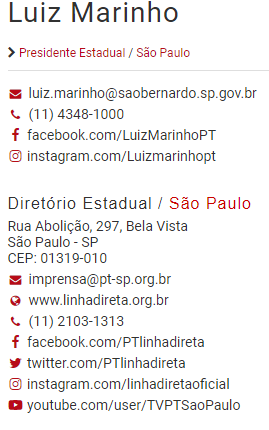 Luiz Marinho
Presidente Estadual / São Paulo
luiz.marinho@saobernardo.sp.gov.br
(11) 4348-1000
facebook.com/LuizMarinhoPT
instagram.com/Luizmarinhopt
Diretório Estadual / São Paulo
Rua Abolição, 297, Bela Vista
São Paulo - SP
CEP: 01319-010
imprensa@pt-sp.org.br
www.linhadireta.org.br
(11) 2103-1313
facebook.com/PTlinhadireta
twitter.com/PTlinhadireta
instagram.com/linhadiretaoficial
youtube.com/user/TVPTSaoPaulo